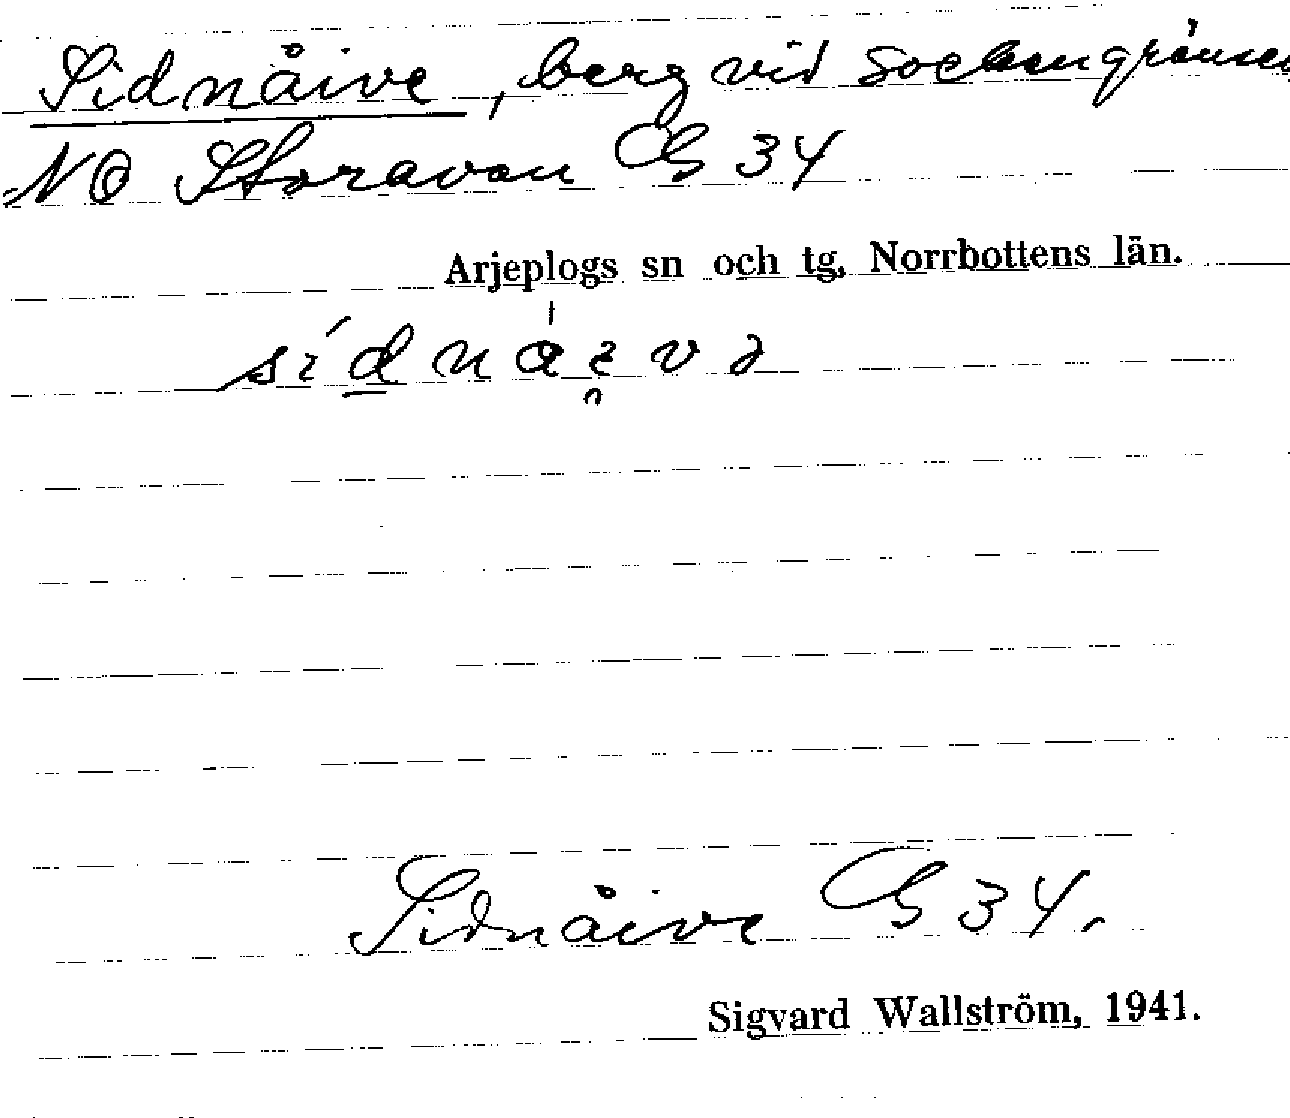 Sidnåive, berg vid sockengränsen
NO Storavan G 34
Arjeplogs sn och tg, Norrbottens län.
Sidnåive G 34.
Sigvard Wallström, 1941.